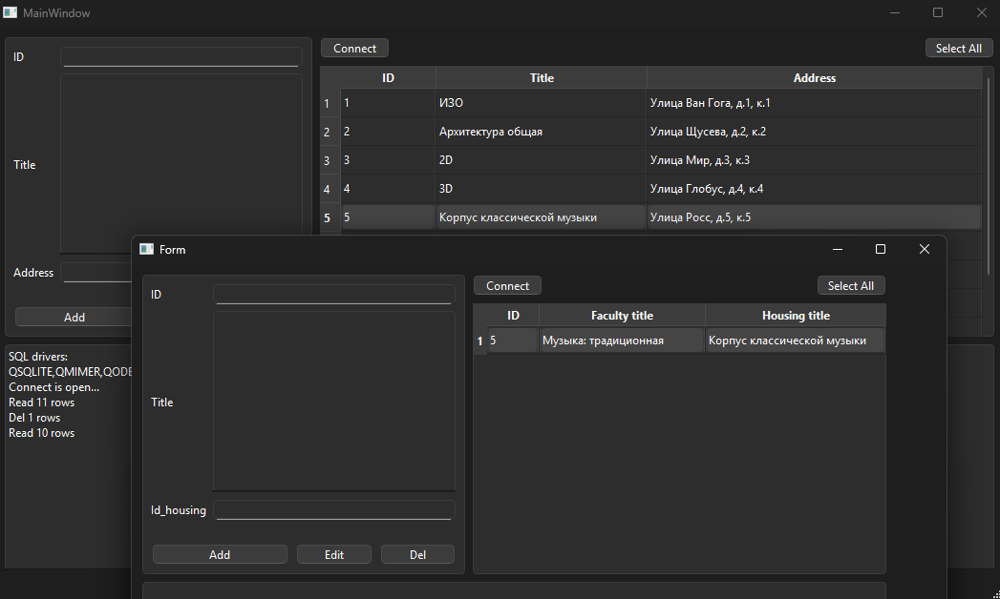 MainWindow
ID
Connect
Select All
ID Title Address
1 1 ИЗО Улица Ван Гога, д.1, к.1
2 2 Архитектура общая Улица Щусева, д.2, к.2
3 3 2D Улица Мир, д.3, к.3
4 4 3D Улица Глобус, д.4, к.4
5 5 Корпус классической музыки Улица Росс, д.5, к.5
Title
Address
Add
SQL drivers:
QSQLITE,QMIMER,QODB
Connect is open...
Read 11 rows
Del 1 rows
Read 10 rows
Form
ID
Connect
Select All
ID Faculty title Housing title
1 5 Музыка: традиционная Корпус классической музыки
Title
Id_housing
Add Edit Del